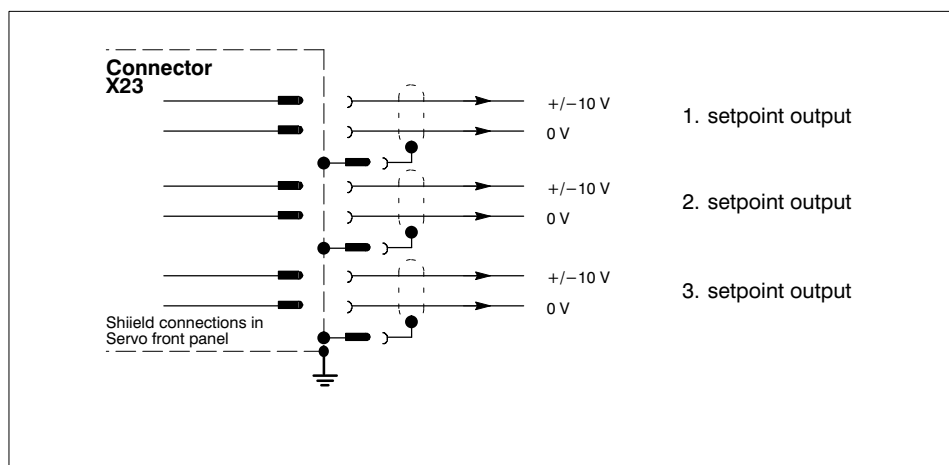 Connector
X23
+/−10 V
0 V
1. setpoint output
+/−10 V
0 V
2. setpoint output
+/−10 V
0 V
3. setpoint output
Shiield connections in
Servo front panel